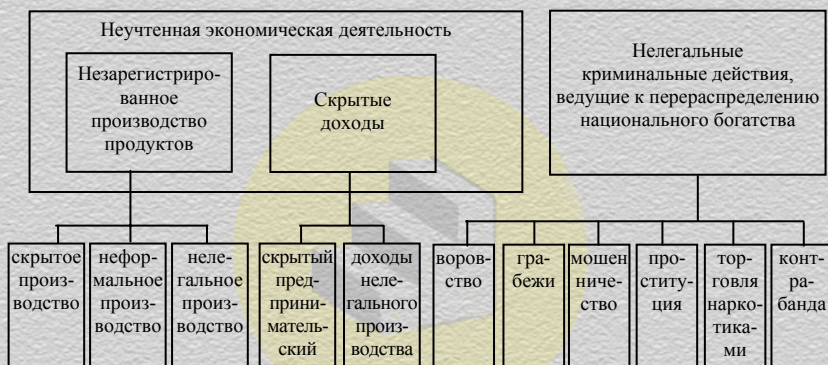 Неучтенная экономическая деятельность
Незарегистриро-
ванное
производство
продуктов
Скрытые
доходы
Нелегальные
криминальные действия,
ведущие к перераспределению
национального богатства
скрытое
произ-
водство
нефор-
мальное
произ-
водство
неле-
гальное
произ-
водство
скрытый
пред-
прини-
матель-
ский
доходы
нелe-
гального
произ-
водства
воров-
ство
гра-
бежи
мошен
ниче-
ство
про-
ститу-
ция
тор-
говля
нарко-
тика-
ми
конт-
ра-
банда